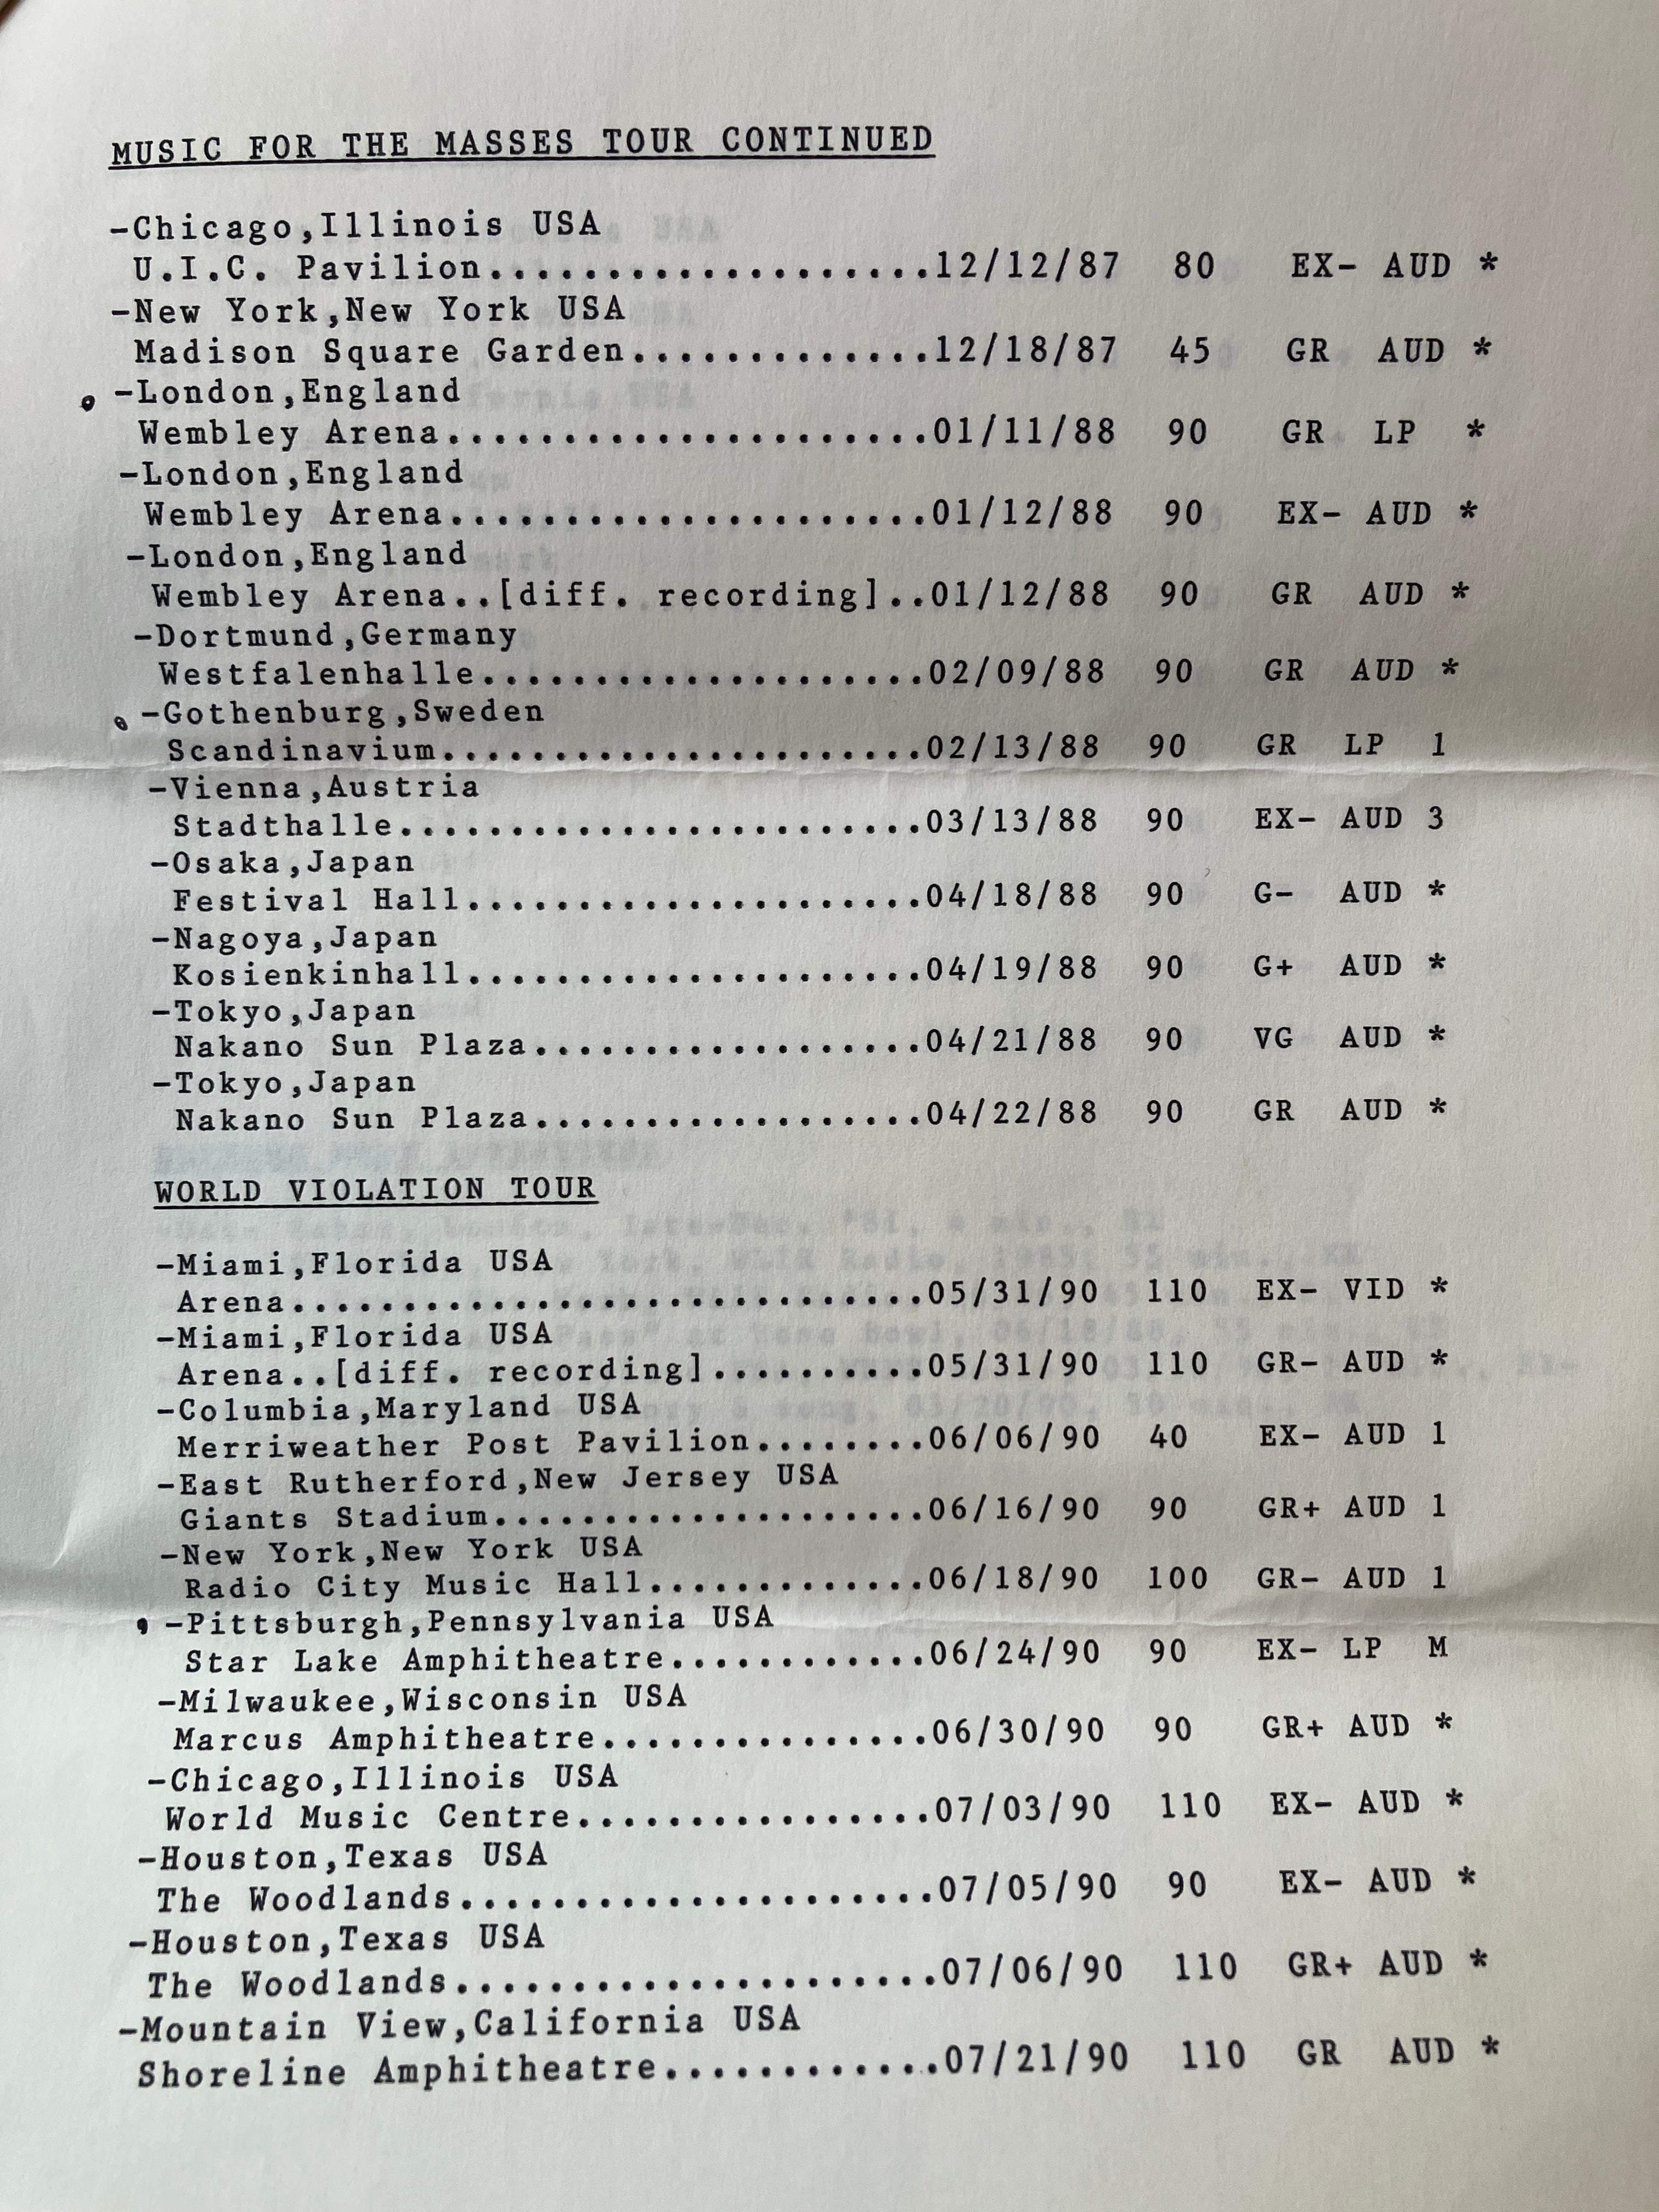 MUSIC FOR THE MASSES TOUR CONTINUED
-Chicago,Illinois USA
U.I.C. Pavilion....................12/12/87 80 EX- AUD *
-New York,New York USA
Madison Square Garden.............12/18/87 45 GR AUD *
-London,England
Wembley Arena......................01/11/88 90 GR LP *
-London,England
Wembley Arena......................01/12/88 90 EX- AUD *
-London,England
Wembley Arena..[diff. recording]..01/12/88 90 GR AUD *
-Dortmund,Germany
Westfalenhalle....................02/09/88 90 GR AUD *
-Gothenburg,Sweden
Scandinavium......................02/13/88 90 GR LP 1
-Vienna,Austria
Stadthalle........................03/13/88 90 EX- AUD 3
-Osaka,Japan
Festival Hall.....................04/18/88 90 G- AUD *
-Nagoya,Japan
Kosienkinhall.....................04/19/88 90 G+ AUD *
-Tokyo,Japan
Nakano Sun Plaza..................04/21/88 90 VG AUD *
-Tokyo,Japan
Nakano Sun Plaza..................04/22/88 90 GR AUD *
WORLD VIOLATION TOUR
-Miami,Florida USA
Arena.............................05/31/90 110 EX- VID *
-Miami,Florida USA
Arena..[diff. recording]..........05/31/90 110 GR- AUD *
-Columbia,Maryland USA
Merriweather Post Pavilion........06/06/90 40 EX- AUD 1
-East Rutherford,New Jersey USA
Giants Stadium....................06/16/90 90 GR+ AUD 1
-New York,New York USA
Radio City Music Hall.............06/18/90 100 GR- AUD 1
-Pittsburgh,Pennsylvania USA
Star Lake Amphitheatre............06/24/90 90 EX- LP M
-Milwaukee,Wisconsin USA
Marcus Amphitheatre...............06/30/90 90 GR+ AUD *
-Chicago,Illinois USA
World Music Centre................07/03/90 110 EX- AUD *
-Houston,Texas USA
The Woodlands......................07/05/90 90 EX- AUD *
-Houston,Texas USA
The Woodlands......................07/06/90 110 GR+ AUD *
-Mountain View,California USA
Shoreline Amphitheatre............07/21/90 110 GR AUD *